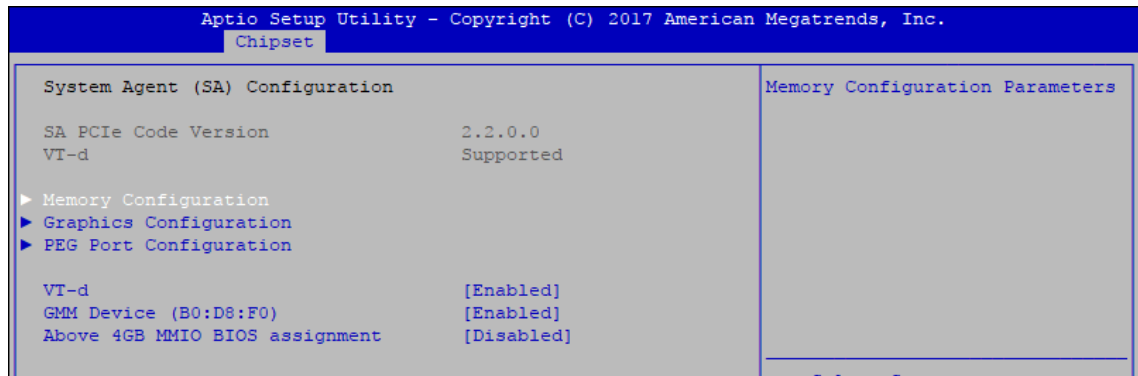 Aptio Setup Utility - Copyright (C) 2017 American Megatrends, Inc.
Chipset
System Agent (SA) Configuration
Memory Configuration Parameters
SA PCIe Code Version 2.2.0.0
VT-d Supported
► Memory Configuration
► Graphics Configuration
► PEG Port Configuration
VT-d [Enabled]
GMM Device (B0:D8:F0) [Enabled]
Above 4GB MMIO BIOS assignment [Disabled]